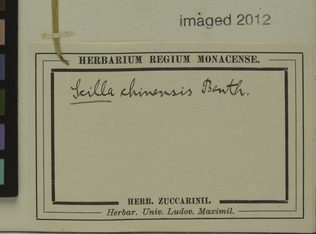 imaged 2012
HERBARIUM REGIUM MONACENSE.
Scilla chinensis Benth.
HERB. ZUCCARINII.
Herbar. Univ. Ludov. Maximil.